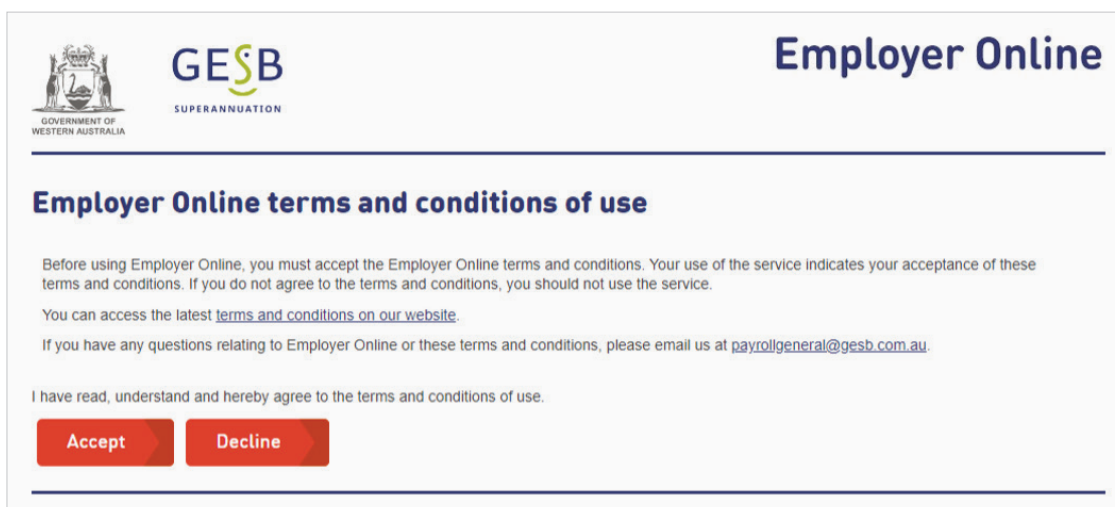 GOVERNMENT OF
WESTERN AUSTRALIA
GESB
SUPERANNUATION
Employer Online
Employer Online terms and conditions of use
Before using Employer Online, you must accept the Employer Online terms and conditions. Your use of the service indicates your acceptance of these
terms and conditions. If you do not agree to the terms and conditions, you should not use the service.
You can access the latest terms and conditions on our website.
If you have any questions relating to Employer Online or these terms and conditions, please email us at payrollgeneral@gesb.com.au.
I have read, understand and hereby agree to the terms and conditions of use.
Accept
Decline